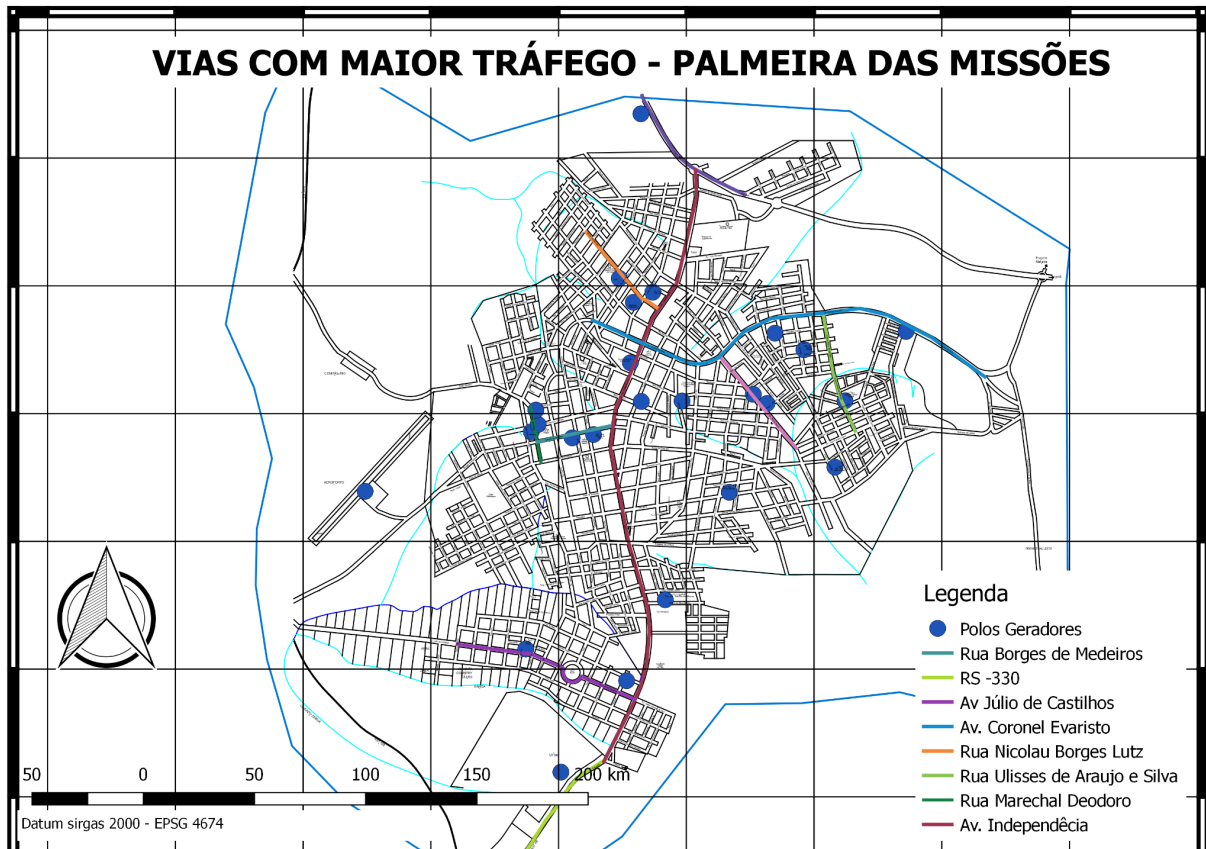 VIAS COM MAIOR TRÁFEGO - PALMEIRA DAS MISSÕES
Legenda
Polos Geradores
Rua Borges de Medeiros
RS -330
Av Júlio de Castilhos
Av. Coronel Evaristo
Rua Nicolau Borges Lutz
Rua Ulisses de Araujo e Silva
Rua Marechal Deodoro
Av. Independêcia
50 0 50 100 150 200 km
Datum sirgas 2000 - EPSG 4674